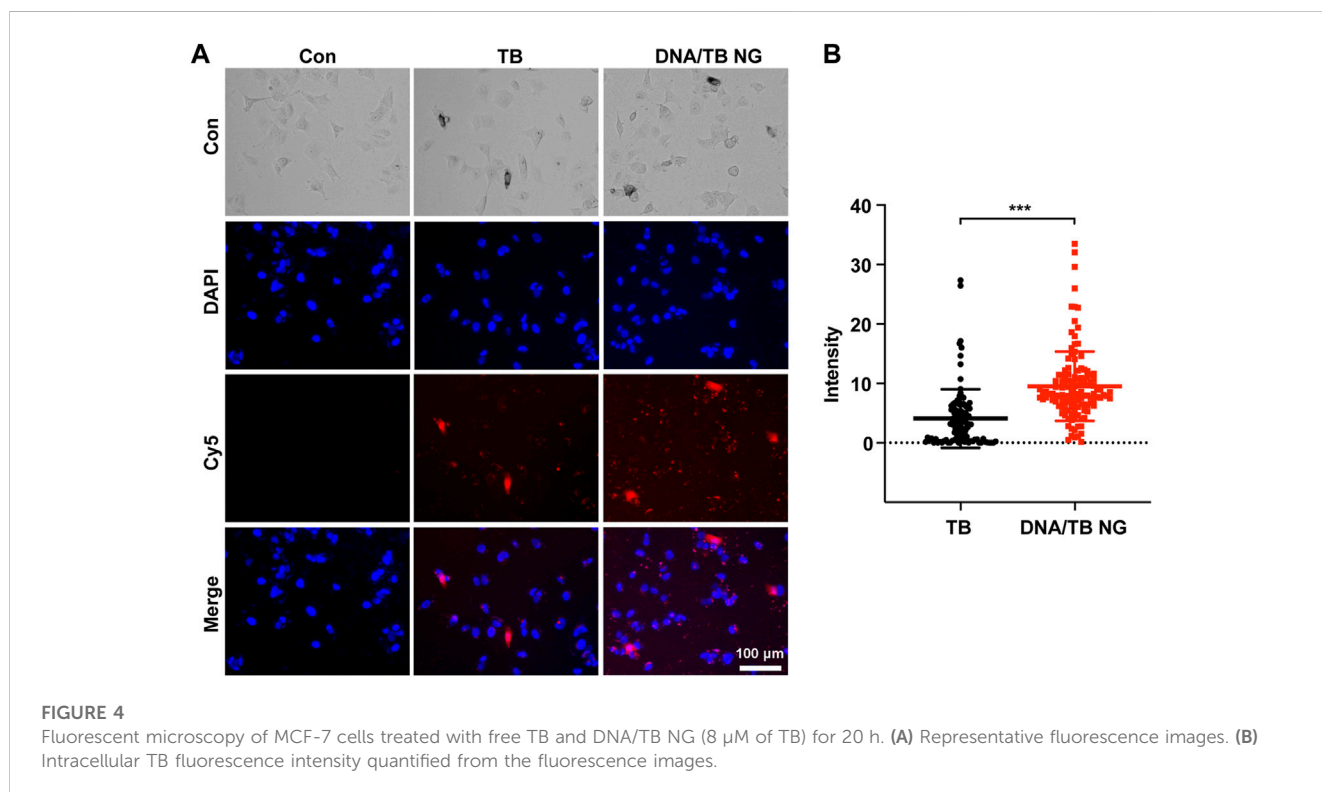 A
B
Con
TB
DNA/TB NG
Con
DAPI
Cy5
Merge
100 μm
Intensity
40
30
20
10
0
***
TB
DNA/TB NG
FIGURE 4
Fluorescent microscopy of MCF-7 cells treated with free TB and DNA/TB NG (8 μM of TB) for 20 h. (A) Representative fluorescence images. (B)
Intracellular TB fluorescence intensity quantified from the fluorescence images.